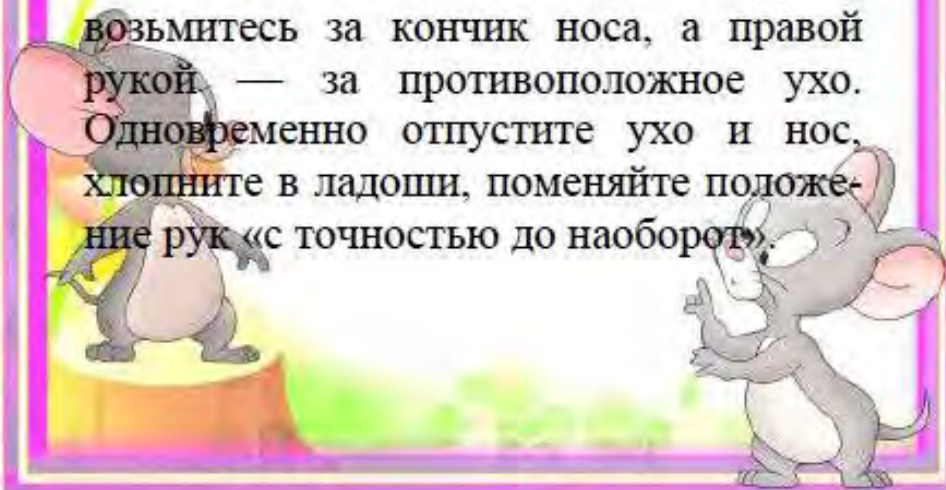 возьмитесь за кончик носа, а правой
рукой — за противоположное ухо.
Одновременно отпустите ухо и нос,
хлопните в ладоши, поменяйте положе-
ние рук «с точностью до наоборот».